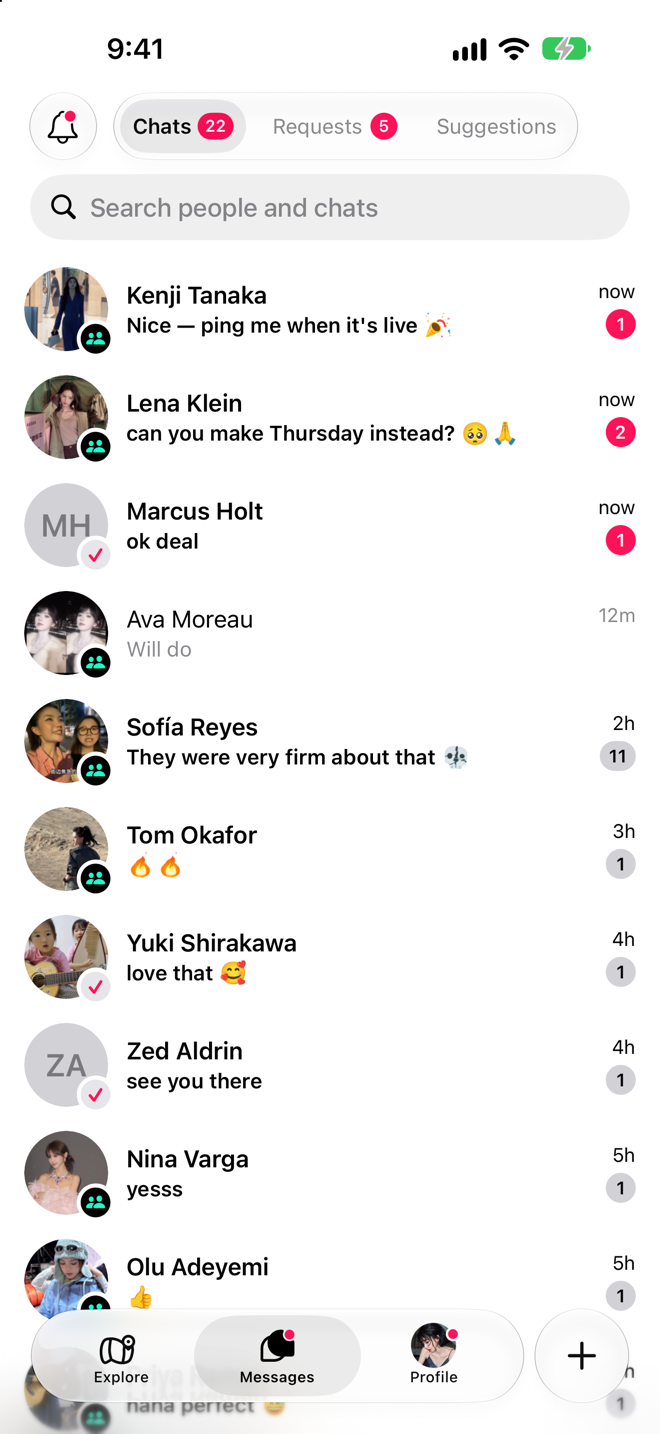 9:41
Chats 22 Requests 5 Suggestions
Search people and chats
Kenji Tanaka now
Nice — ping me when it's live 🎉 1
Lena Klein now
can you make Thursday instead? 🥺 🙏 2
MH
Marcus Holt now
ok deal 1
Ava Moreau 12m
Will do
Sofía Reyes 2h
They were very firm about that 11
Tom Okafor 3h
🔥 🔥 1
Yuki Shirakawa 4h
love that 🥰 1
ZA
Zed Aldrin 4h
see you there 1
Nina Varga 5h
yesss 1
Olu Adeyemi 5h
👍 1
Explore Messages Profile
haha perfect 1